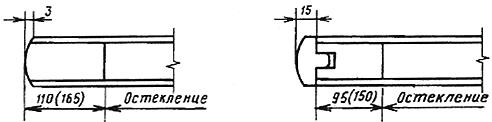 3
15
110(165)
Остекление
95(150)
Остекление